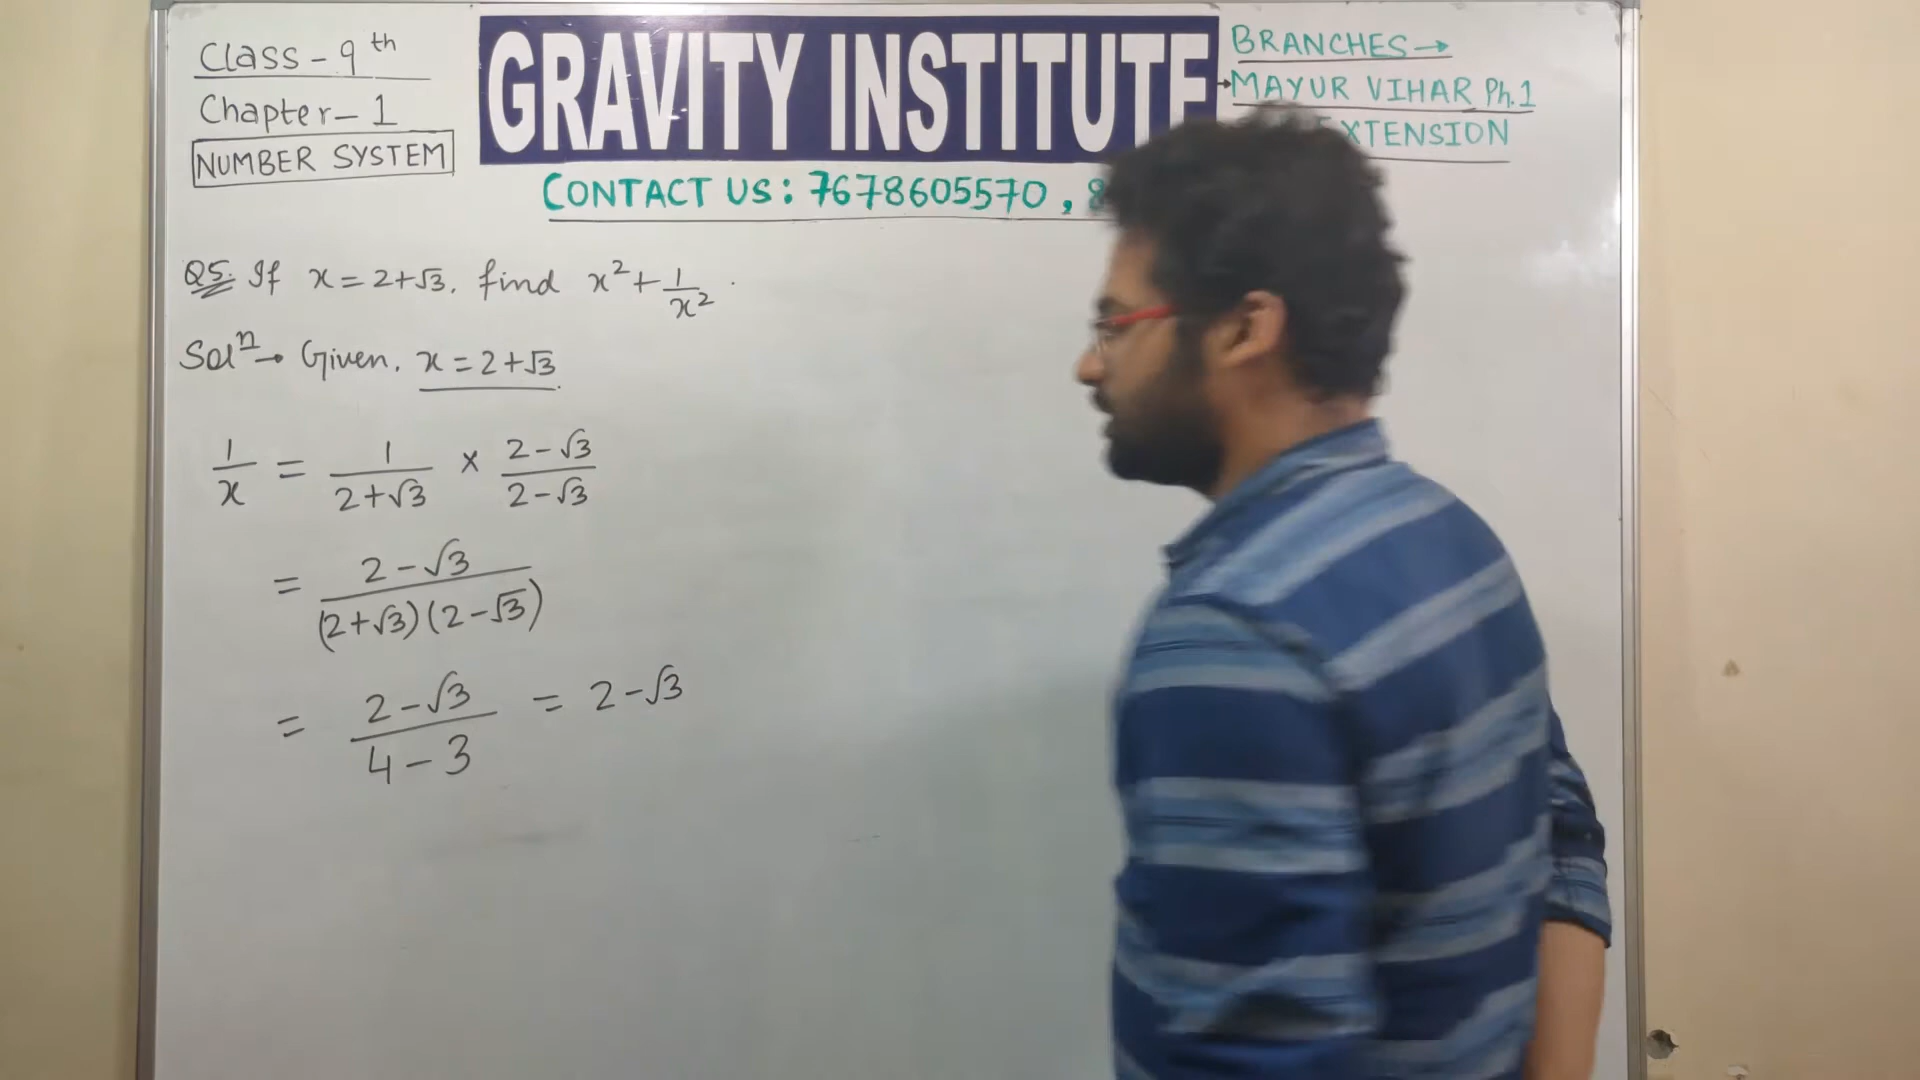 Class - 9th
Chapter - 1
NUMBER SYSTEM
GRAVITY INSTITUTE
CONTACT US: 7678605570, 8
BRANCHES →
→ MAYUR VIHAR Ph.1
EXTENSION
Q5. If x = 2+√3, find x² + 1/x².
Solⁿ → Given, x = 2+√3
1/x = 1/(2+√3) × (2-√3)/(2-√3)
= (2-√3)/((2+√3)(2-√3))
= (2-√3)/(4-3) = 2-√3